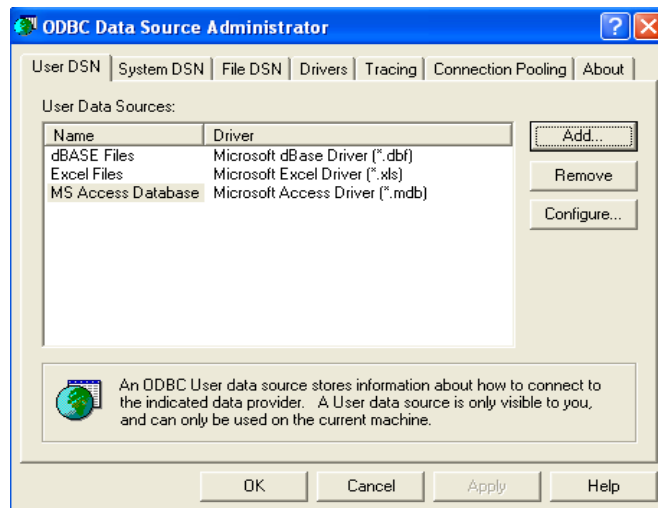 ODBC Data Source Administrator
User DSN System DSN File DSN Drivers Tracing Connection Pooling About
User Data Sources:
Name Driver
dBASE Files Microsoft dBase Driver (*.dbf)
Excel Files Microsoft Excel Driver (*.xls)
MS Access Database Microsoft Access Driver (*.mdb)
Add...
Remove
Configure...
An ODBC User data source stores information about how to connect to
the indicated data provider. A User data source is only visible to you,
and can only be used on the current machine.
OK Cancel Apply Help